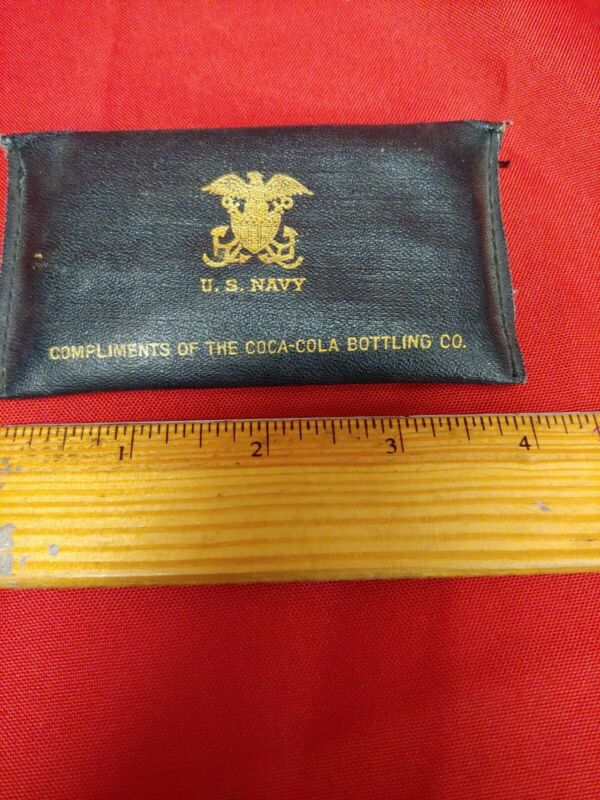 U. S. NAVY
COMPLIMENTS OF THE COCA-COLA BOTTLING CO.
1 2 3 4